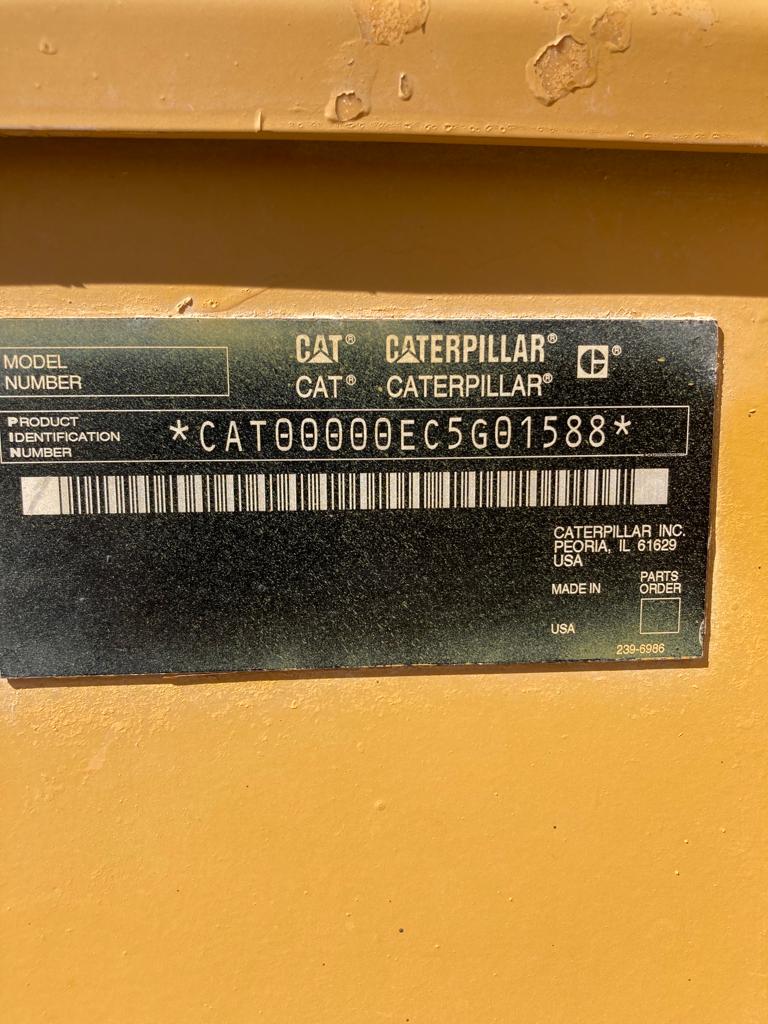 MODEL
NUMBER
CAT® CATERPILLAR® ®
CAT® CATERPILLAR®
PRODUCT
IDENTIFICATION
NUMBER
*CAT00000EC5G01588*
CATERPILLAR INC.
PEORIA, IL 61629
USA
MADE IN
PARTS
ORDER
USA
239-6986